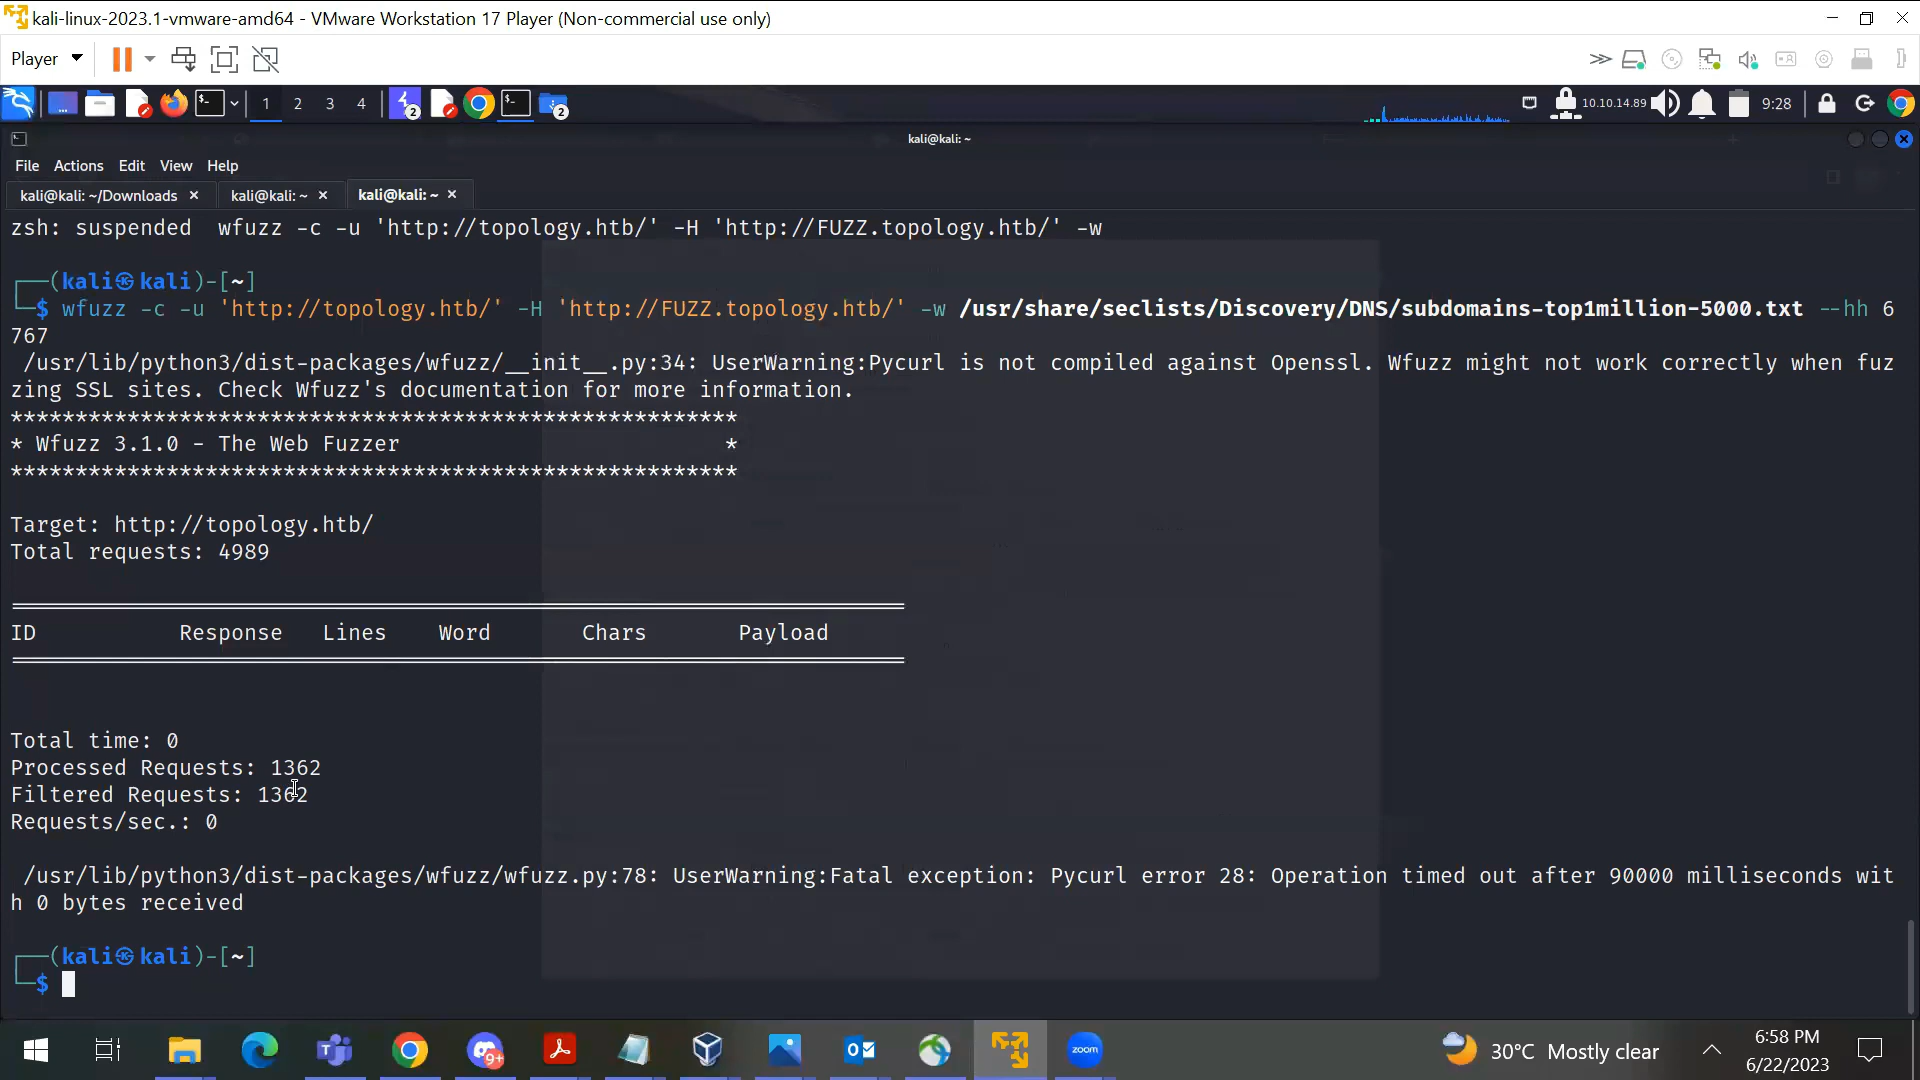 kali-linux-2023.1-vmware-amd64 - VMware Workstation 17 Player (Non-commercial use only)
Player
1 2 3 4 2 2 10.10.14.89 9:28
kali@kali: ~
File Actions Edit View Help
kali@kali: ~/Downloads kali@kali: ~ kali@kali: ~
zsh: suspended  wfuzz -c -u 'http://topology.htb/' -H 'http://FUZZ.topology.htb/' -w
┌──(kali㉿kali)-[~]
└─$ wfuzz -c -u 'http://topology.htb/' -H 'http://FUZZ.topology.htb/' -w /usr/share/seclists/Discovery/DNS/subdomains-top1million-5000.txt --hh 6
767
/usr/lib/python3/dist-packages/wfuzz/__init__.py:34: UserWarning:Pycurl is not compiled against Openssl. Wfuzz might not work correctly when fuz
zing SSL sites. Check Wfuzz's documentation for more information.
********************************************************
* Wfuzz 3.1.0 - The Web Fuzzer                         *
********************************************************
Target: http://topology.htb/
Total requests: 4989
=====================================================================
ID           Response   Lines    Word       Chars       Payload
=====================================================================
Total time: 0
Processed Requests: 1362
Filtered Requests: 1362
Requests/sec.: 0
/usr/lib/python3/dist-packages/wfuzz/wfuzz.py:78: UserWarning:Fatal exception: Pycurl error 28: Operation timed out after 90000 milliseconds wit
h 0 bytes received
┌──(kali㉿kali)-[~]
└─$
9+ zoom 30°C Mostly clear 6:58 PM
6/22/2023